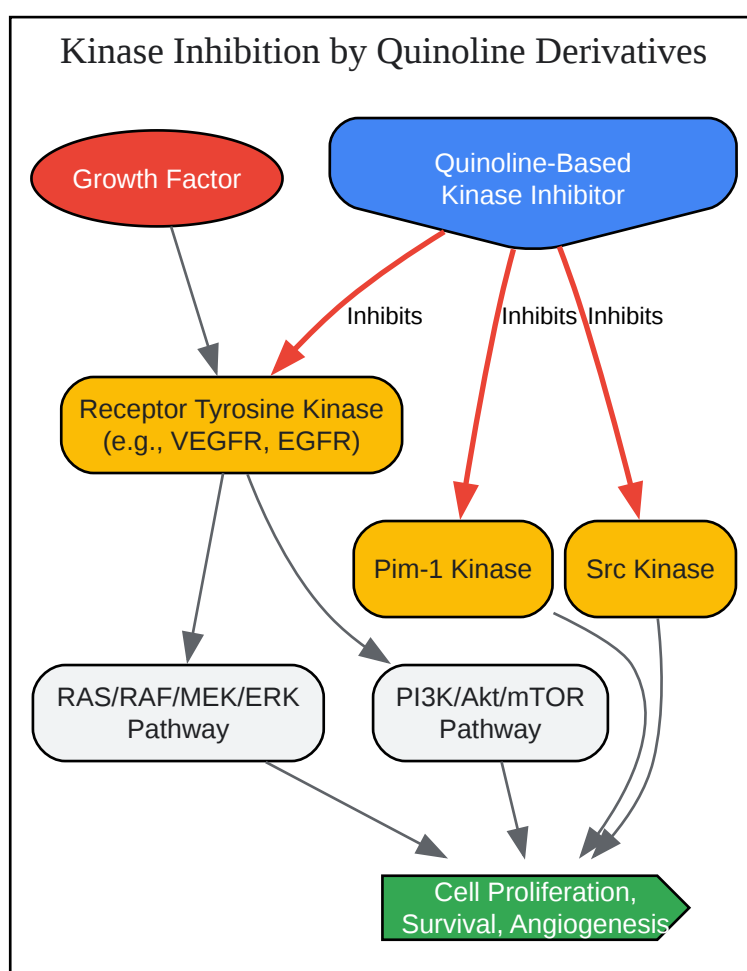 Kinase Inhibition by Quinoline Derivatives
Growth Factor
Quinoline-Based
Kinase Inhibitor
Inhibits
Inhibits
Inhibits
Receptor Tyrosine Kinase
(e.g., VEGFR, EGFR)
Pim-1 Kinase
Src Kinase
RAS/RAF/MEK/ERK
Pathway
PI3K/Akt/mTOR
Pathway
Cell Proliferation,
Survival, Angiogenesis